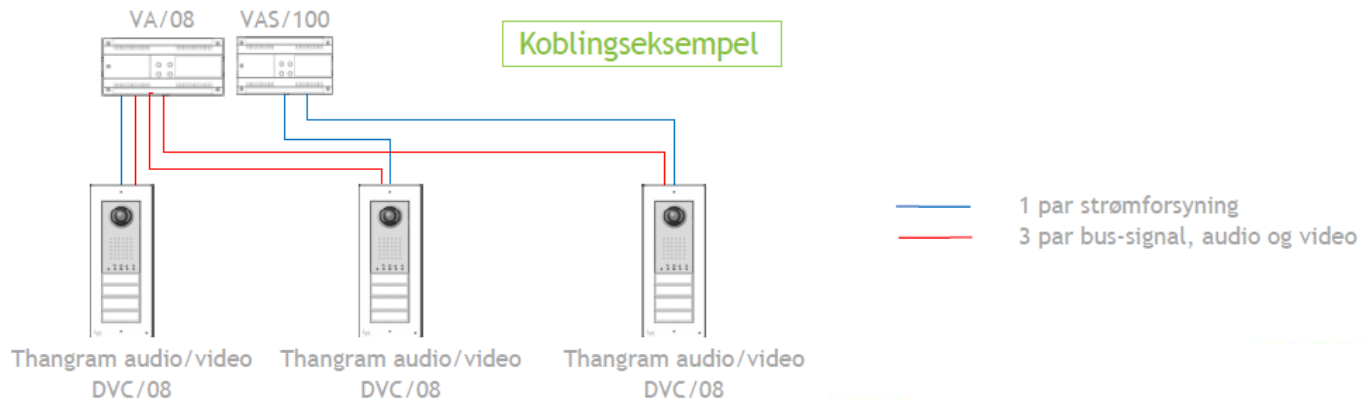 VA/08 VAS/100
Koblingseksempel
1 par strømforsyning
3 par bus-signal, audio og video
Thangram audio/video Thangram audio/video Thangram audio/video
DVC/08 DVC/08 DVC/08